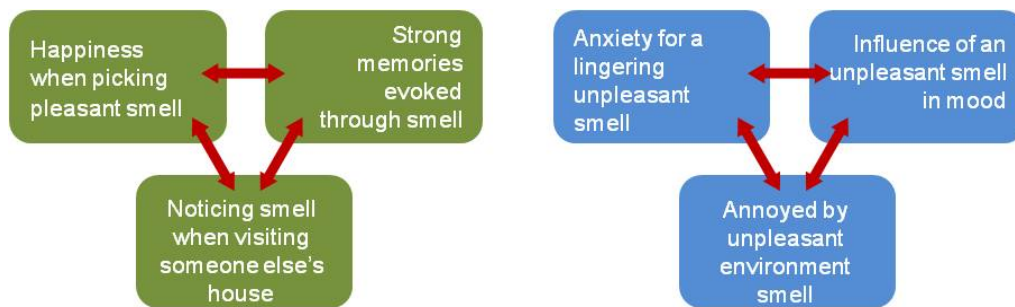 Happiness
when picking
pleasant smell
Strong
memories
evoked
through smell
Noticing smell
when visiting
someone else's
house
Anxiety for a
lingering
unpleasant
smell
Influence of an
unpleasant smell
in mood
Annoyed by
unpleasant
environment
smell